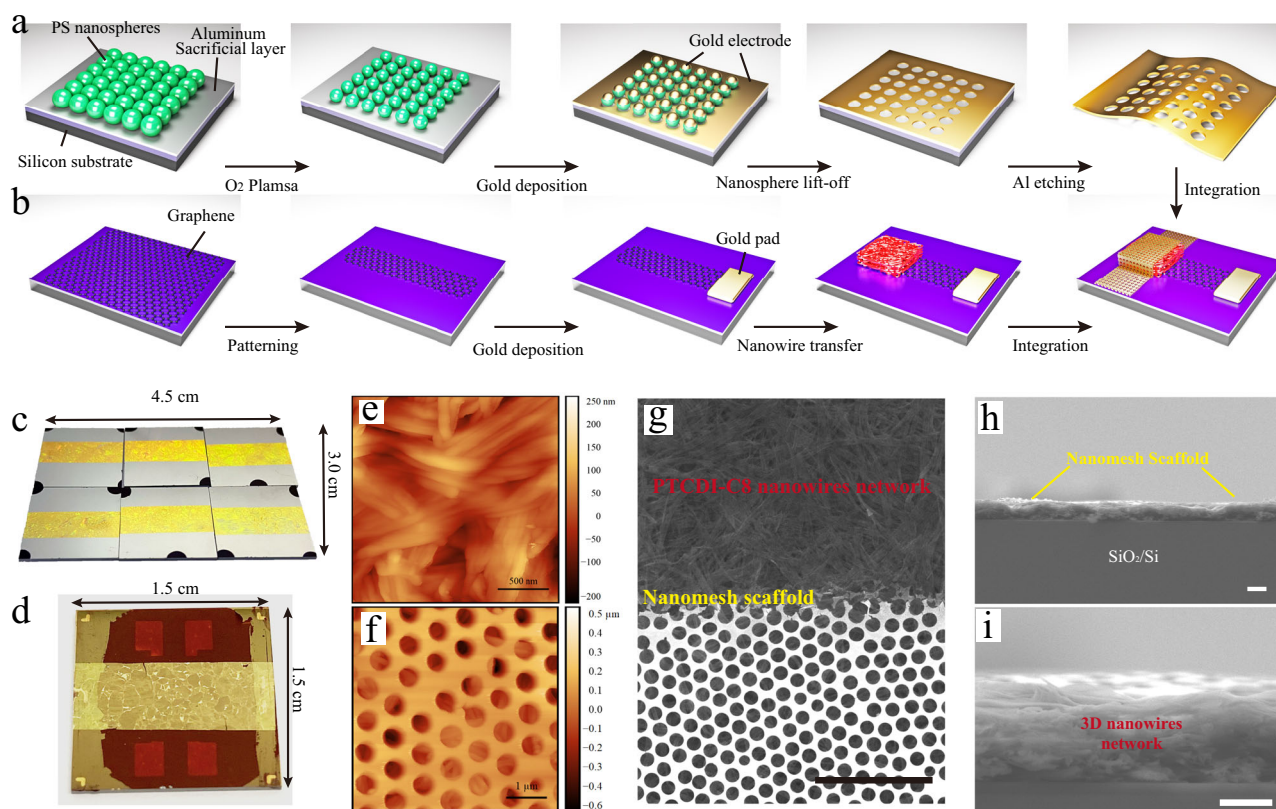 a
PS nanospheres
Aluminum
Sacrificial layer
Gold electrode
Silicon substrate
O2 Plamsa
Gold deposition
Nanosphere lift-off
Al etching
Integration
b
Graphene
Gold pad
Patterning
Gold deposition
Nanowire transfer
Integration
c
4.5 cm
3.0 cm
d
1.5 cm
1.5 cm
e
500 nm
250 nm
200
150
100
50
0
−50
−100
−200
f
1 µm
0.5 µm
0.4
0.3
0.2
0.1
0.0
−0.1
−0.2
−0.3
−0.4
−0.6
g
PTCDI-C8 nanowires network
Nanomesh scaffold
h
Nanomesh Scaffold
SiO2/Si
i
3D nanowires
network